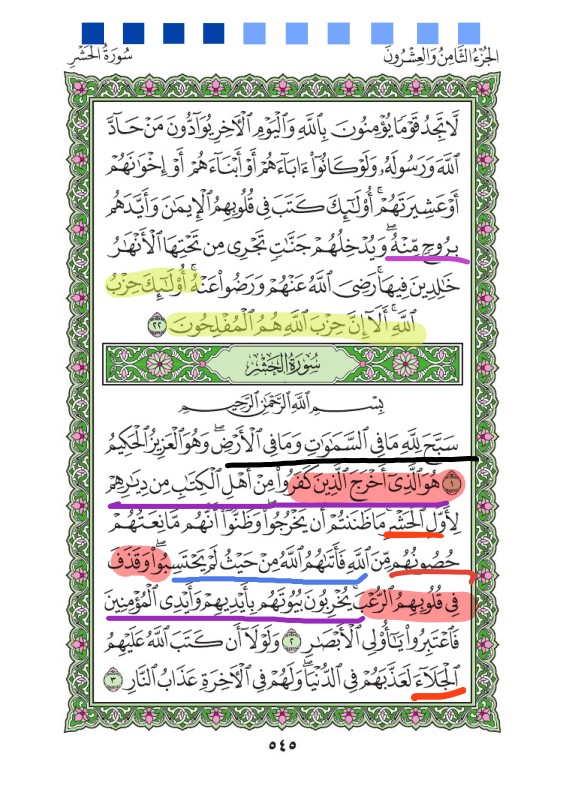 الجُزْءُ الثَّامِنُ وَالعِشْرُونَ
سُورَةُ الحَشْرِ
لَّا تَجِدُ قَوْمًا يُؤْمِنُونَ بِٱللَّهِ وَٱلْيَوْمِ ٱلْأَخِرِ يُوَآدُّونَ مَنْ حَآدَّ
ٱللَّهَ وَرَسُولَهُۥ وَلَوْ كَانُوٓا۟ ءَابَآءَهُمْ أَوْ أَبْنَآءَهُمْ أَوْ إِخْوَٰنَهُمْ
أَوْ عَشِيرَتَهُمْۚ أُو۟لَٰٓئِكَ كَتَبَ فِى قُلُوبِهِمُ ٱلْإِيمَٰنَ وَأَيَّدَهُم
بِرُوحٍ مِّنْهُۖ وَيُدْخِلُهُمْ جَنَّٰتٍ تَجْرِى مِن تَحْتِهَا ٱلْأَنْهَٰرُ
خَٰلِدِينَ فِيهَاۚ رَضِىَ ٱللَّهُ عَنْهُمْ وَرَضُوا۟ عَنْهُۚ أُو۟لَٰٓئِكَ حِزْبُ
ٱللَّهِۚ أَلَآ إِنَّ حِزْبَ ٱللَّهِ هُمُ ٱلْمُفْلِحُونَ ٢٢
سُورَةُ الحَشْرِ
بِسْمِ ٱللَّهِ ٱلرَّحْمَٰنِ ٱلرَّحِيمِ
سَبَّحَ لِلَّهِ مَا فِى ٱلسَّمَٰوَٰتِ وَمَا فِى ٱلْأَرْضِۖ وَهُوَ ٱلْعَزِيزُ ٱلْحَكِيمُ
١ هُوَ ٱلَّذِىٓ أَخْرَجَ ٱلَّذِينَ كَفَرُوا۟ مِنْ أَهْلِ ٱلْكِتَٰبِ مِن دِيَٰرِهِمْ
لِأَوَّلِ ٱلْحَشْرِۚ مَا ظَنَنتُمْ أَن يَخْرُجُوا۟ۖ وَظَنُّوٓا۟ أَنَّهُم مَّانِعَتُهُمْ
حُصُونُهُم مِّنَ ٱللَّهِ فَأَتَىٰهُمُ ٱللَّهُ مِنْ حَيْثُ لَمْ يَحْتَسِبُوا۟ۖ وَقَذَفَ
فِى قُلُوبِهِمُ ٱلرُّعْبَۚ يُخْرِبُونَ بُيُوتَهُم بِأَيْدِيهِمْ وَأَيْدِى ٱلْمُؤْمِنِينَ
فَٱعْتَبِرُوا۟ يَٰٓأُو۟لِى ٱلْأَبْصَٰرِ ٢ وَلَوْلَآ أَن كَتَبَ ٱللَّهُ عَلَيْهِمُ
ٱلْجَلَآءَ لَعَذَّبَهُمْ فِى ٱلدُّنْيَاۖ وَلَهُمْ فِى ٱلْأَخِرَةِ عَذَابُ ٱلنَّارِ ٣
٥٤٥